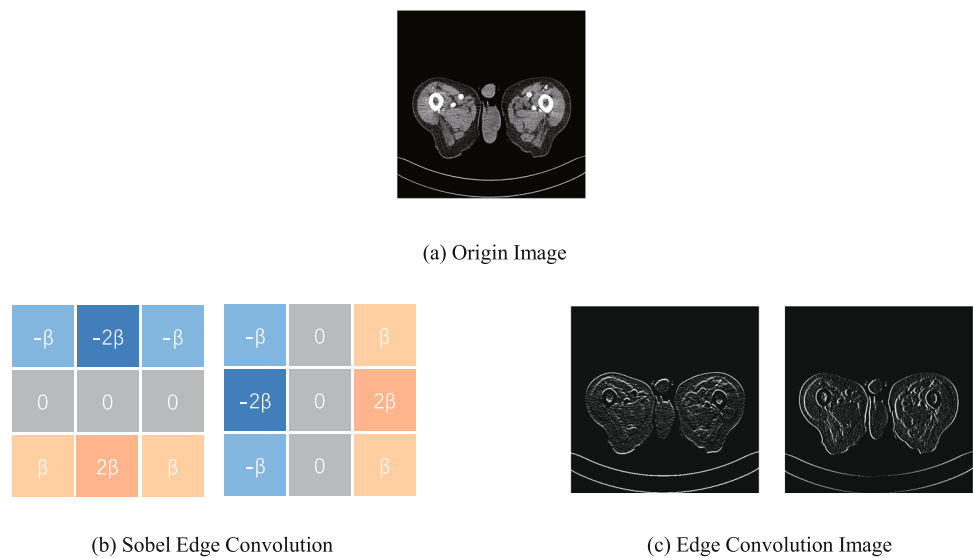 (a) Origin Image
-β -2β -β -β 0 β
0 0 0 -2β 0 2β
β 2β β -β 0 β
(b) Sobel Edge Convolution (c) Edge Convolution Image